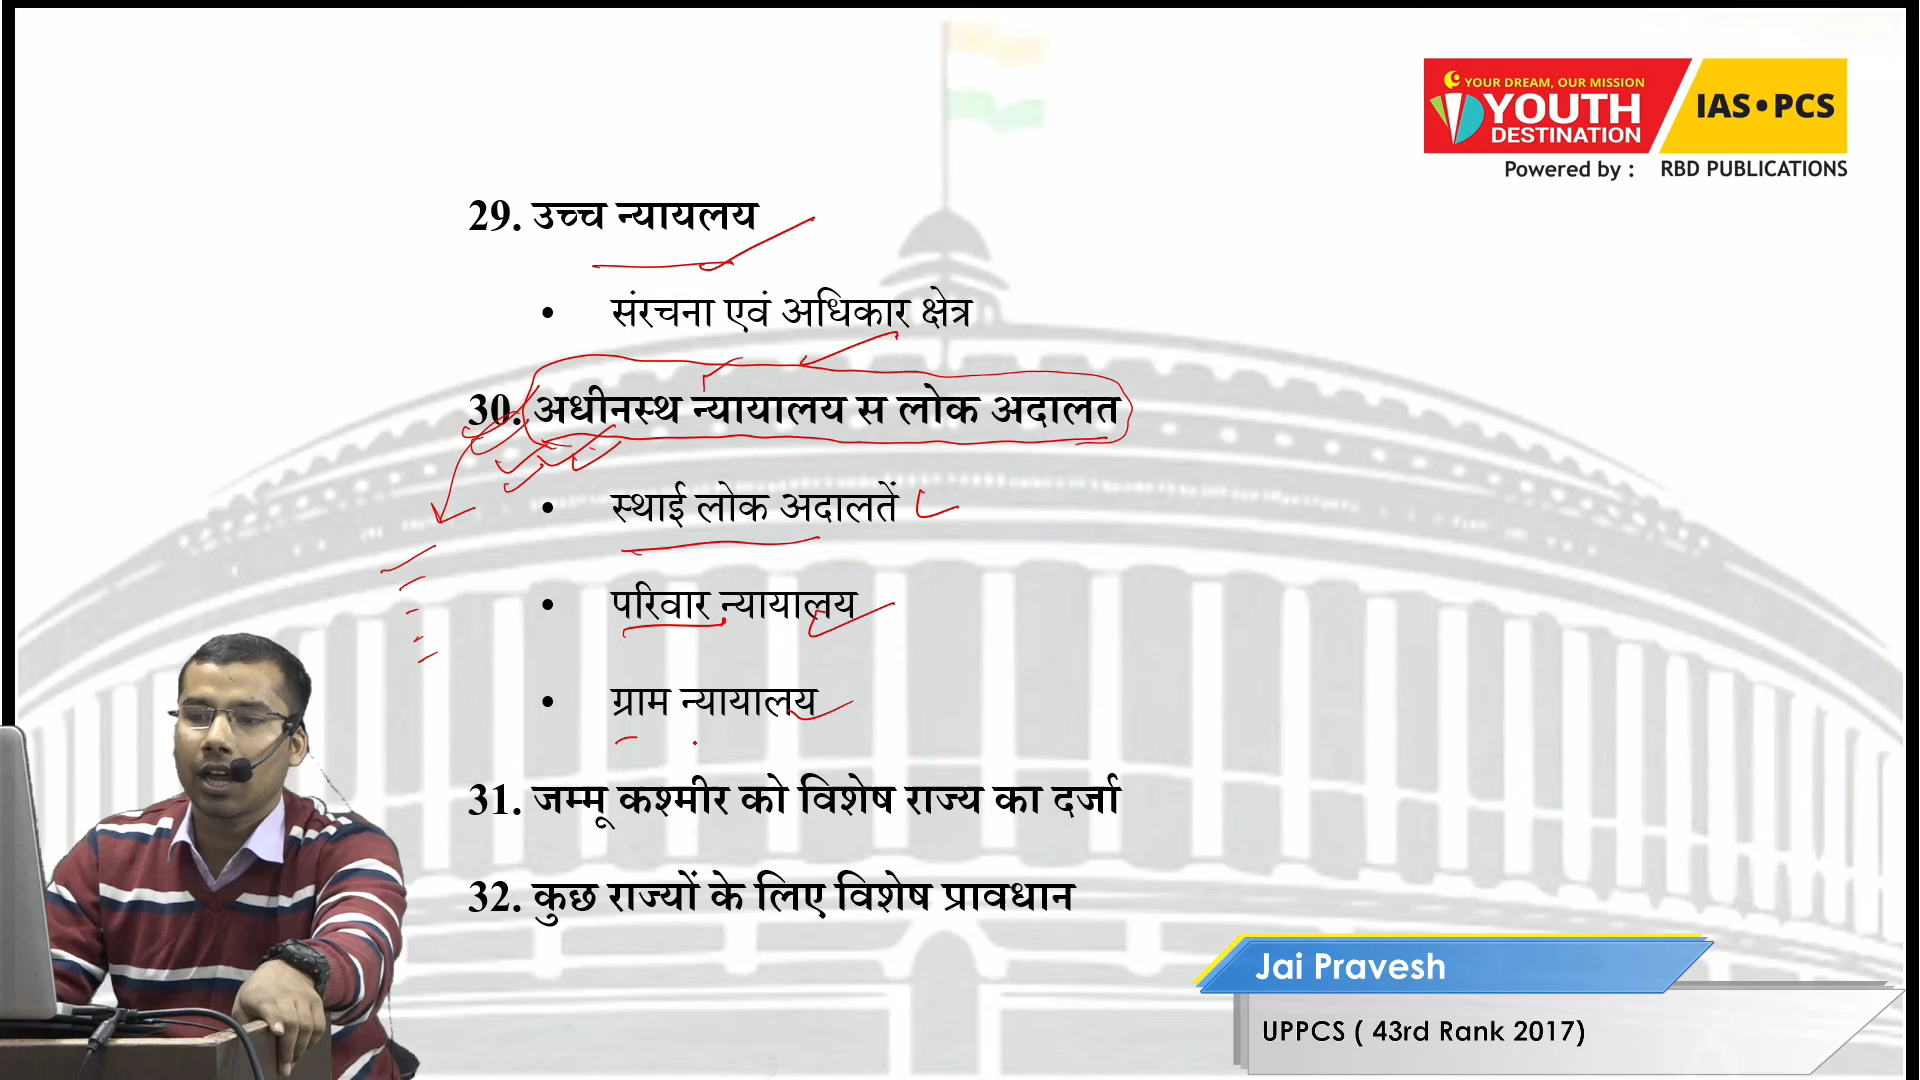 YOUR DREAM, OUR MISSION
YOUTH
DESTINATION
IAS•PCS
Powered by : RBD PUBLICATIONS
29. उच्च न्यायलय
• संरचना एवं अधिकार क्षेत्र
30. अधीनस्थ न्यायालय स लोक अदालत
• स्थाई लोक अदालतें
• परिवार न्यायालय
• ग्राम न्यायालय
31. जम्मू कश्मीर को विशेष राज्य का दर्जा
32. कुछ राज्यों के लिए विशेष प्रावधान
Jai Pravesh
UPPCS ( 43rd Rank 2017)